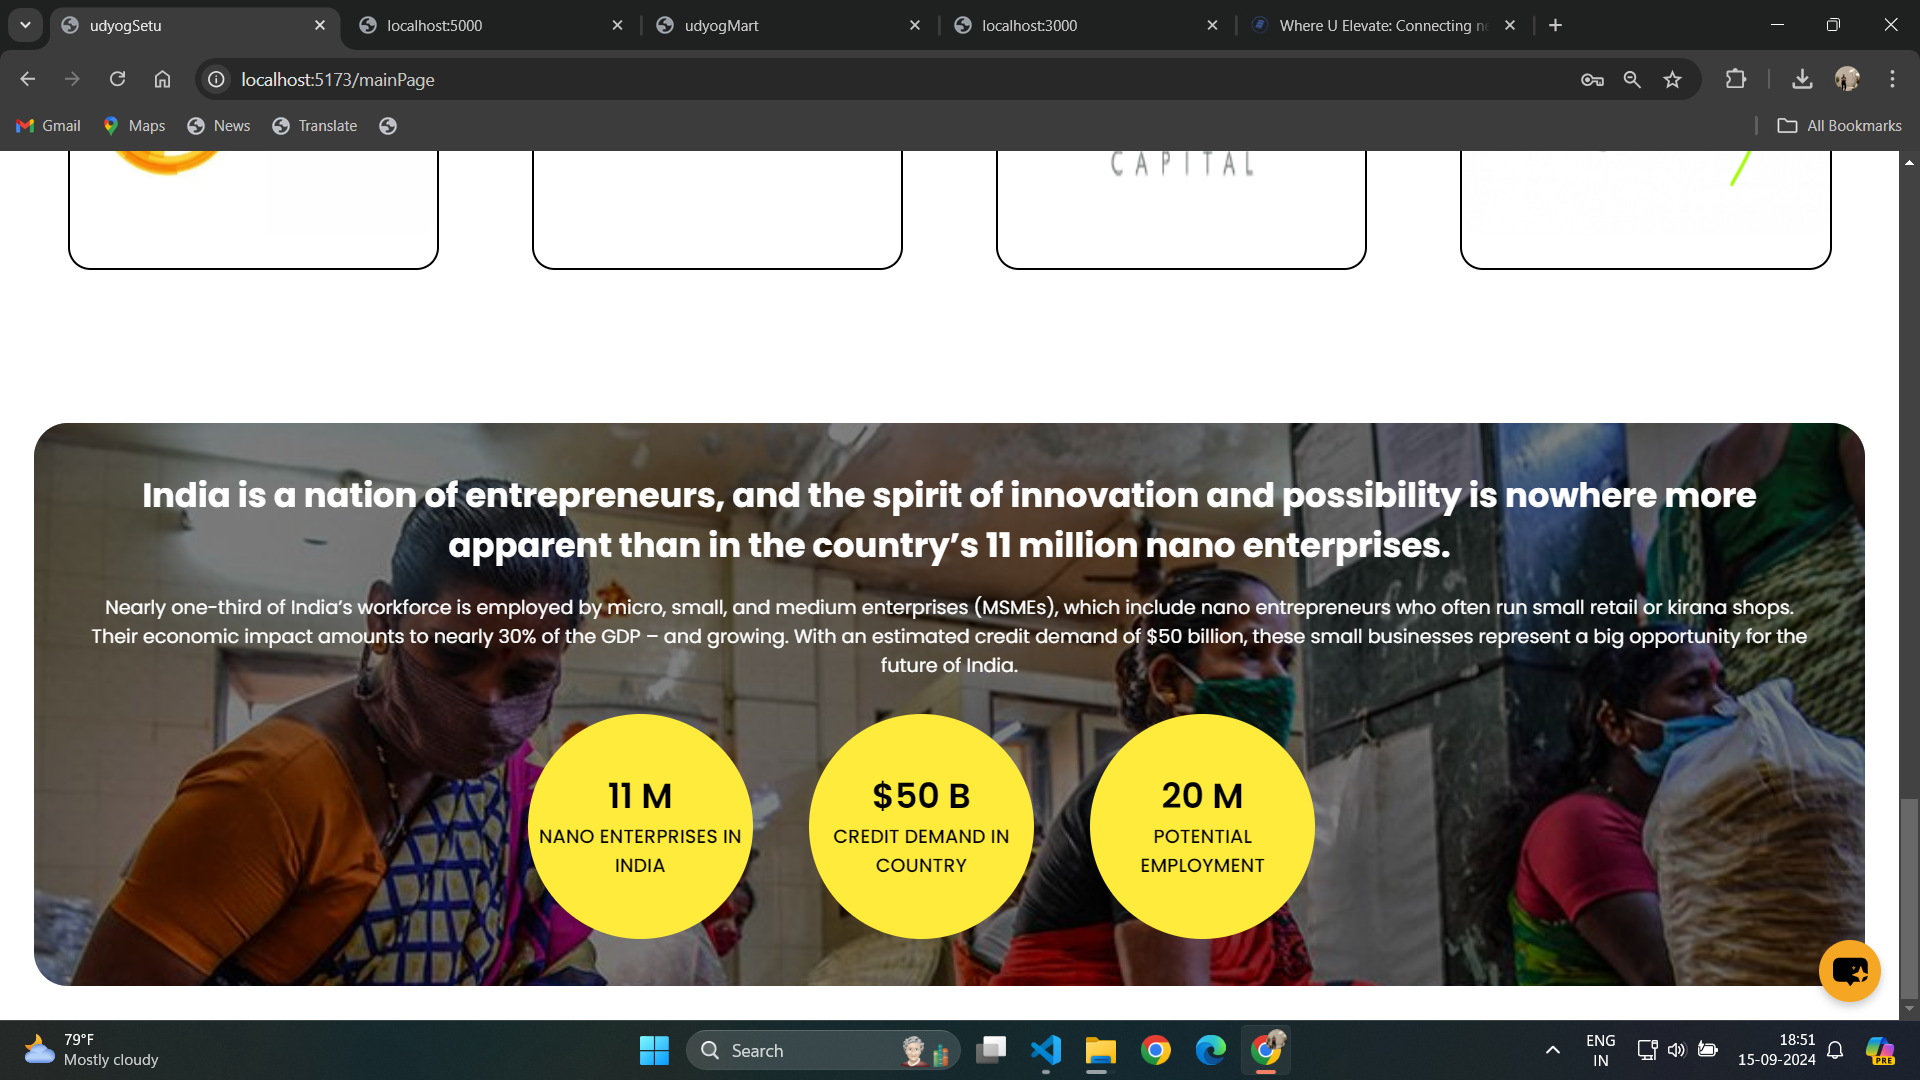 udyogSetu
localhost:5000
udyogMart
localhost:3000
Where U Elevate: Connecting
localhost:5173/mainPage
Gmail
Maps
News
Translate
All Bookmarks
CAPITAL
India is a nation of entrepreneurs, and the spirit of innovation and possibility is nowhere more
apparent than in the country’s 11 million nano enterprises.
Nearly one-third of India’s workforce is employed by micro, small, and medium enterprises (MSMEs), which include nano entrepreneurs who often run small retail or kirana shops.
Their economic impact amounts to nearly 30% of the GDP – and growing. With an estimated credit demand of $50 billion, these small businesses represent a big opportunity for the
future of India.
11 M
NANO ENTERPRISES IN
INDIA
$50 B
CREDIT DEMAND IN
COUNTRY
20 M
POTENTIAL
EMPLOYMENT
79°F
Mostly cloudy
Search
ENG
IN
18:51
15-09-2024
PRE